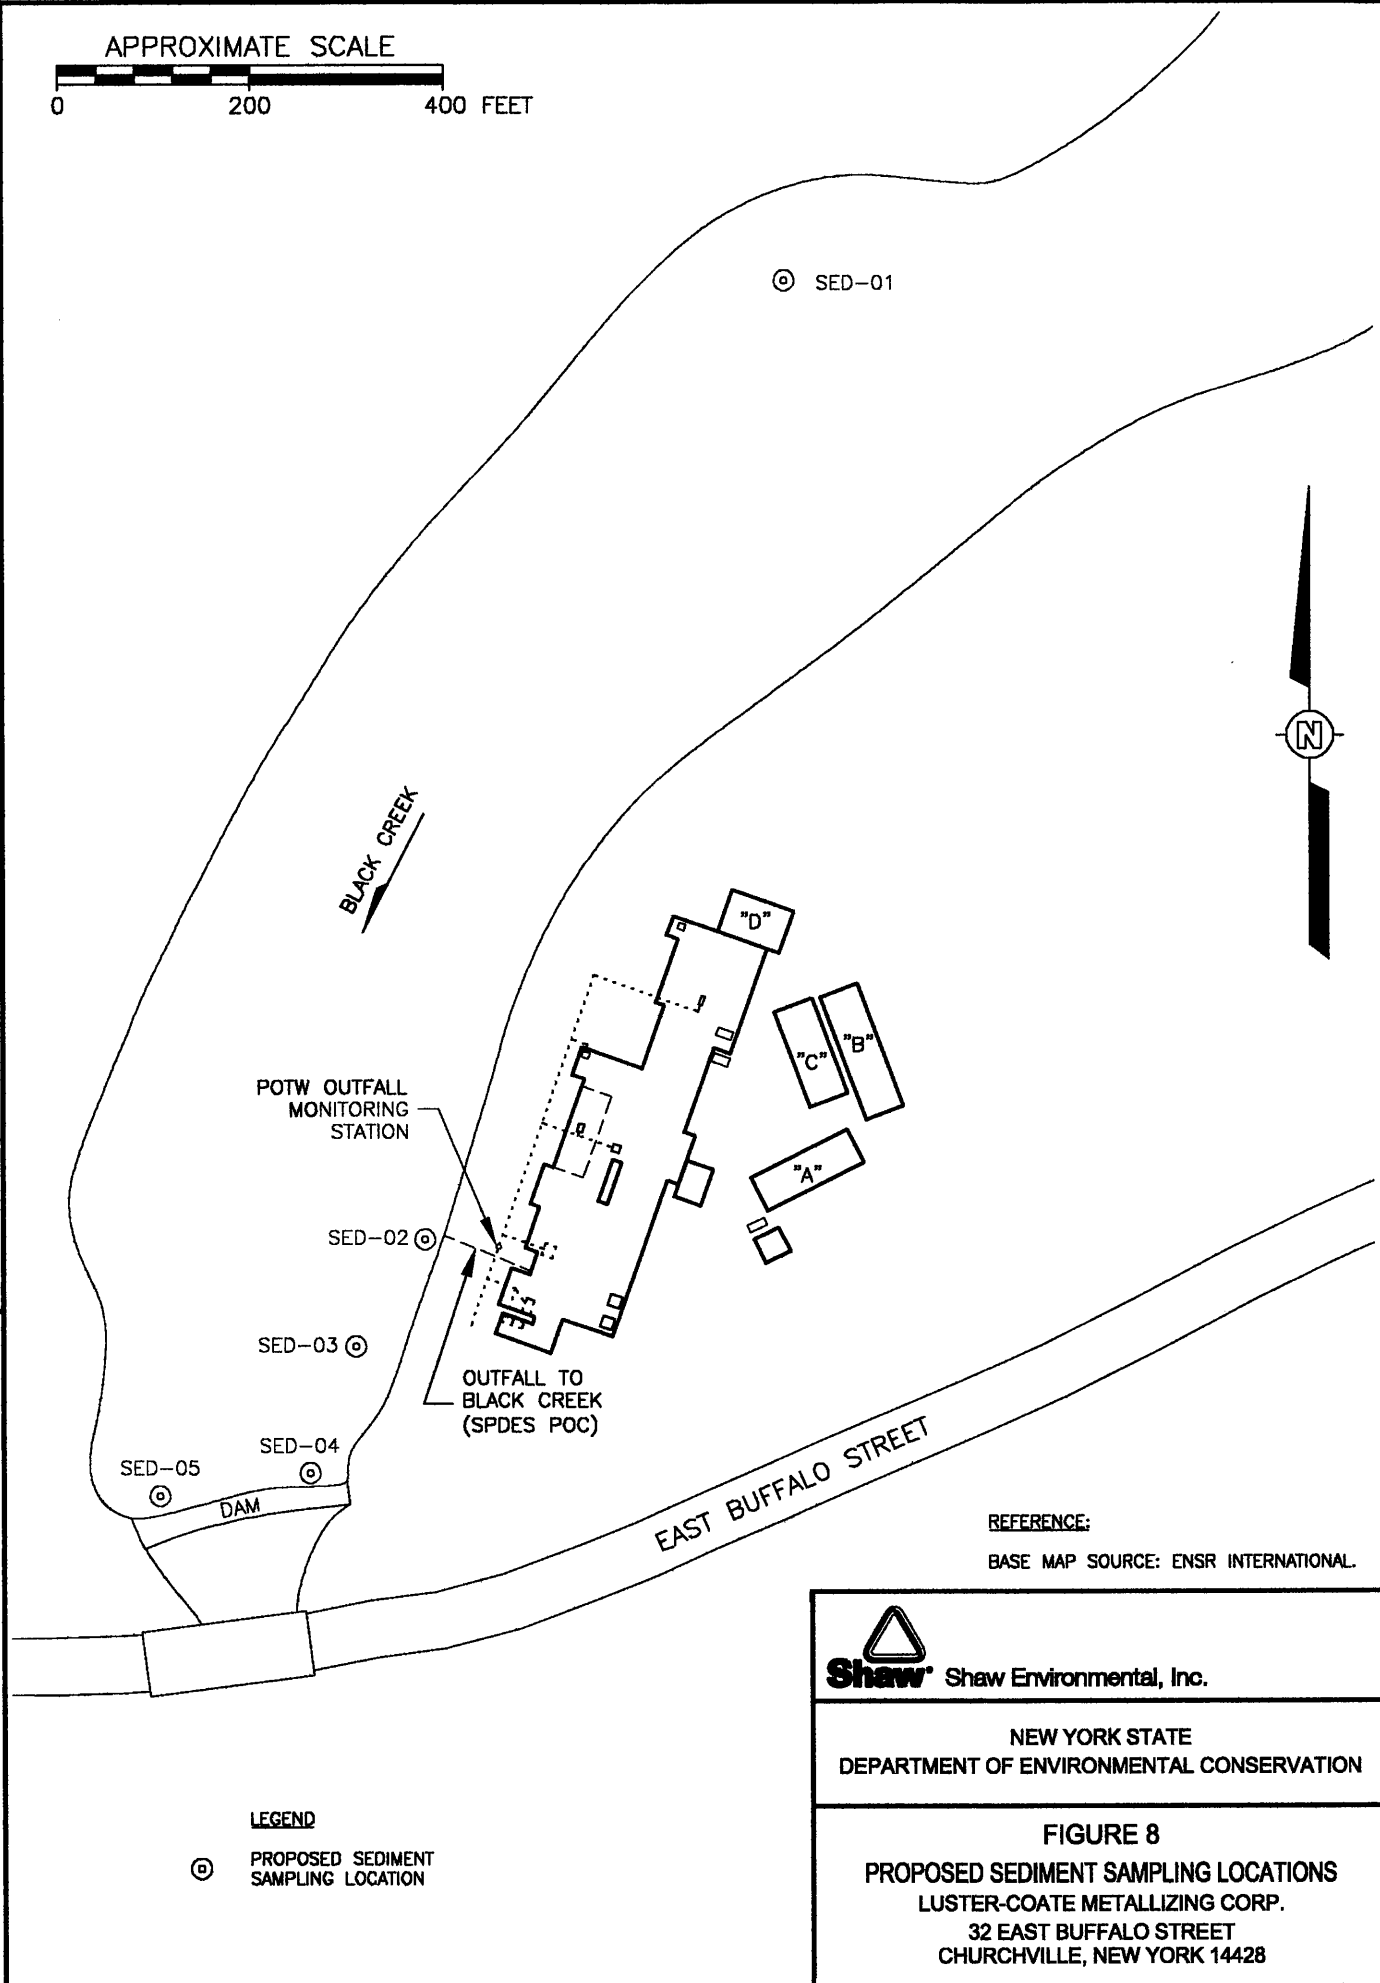 APPROXIMATE SCALE
0 200 400 FEET
SED-01
N
BLACK CREEK
"D"
"B"
"C"
"A"
POTW OUTFALL
MONITORING
STATION
SED-02
SED-03
OUTFALL TO
BLACK CREEK
(SPDES POC)
SED-04
SED-05
DAM
EAST BUFFALO STREET
REFERENCE:
BASE MAP SOURCE: ENSR INTERNATIONAL.
Shaw® Shaw Environmental, Inc.
NEW YORK STATE
DEPARTMENT OF ENVIRONMENTAL CONSERVATION
LEGEND
PROPOSED SEDIMENT
SAMPLING LOCATION
FIGURE 8
PROPOSED SEDIMENT SAMPLING LOCATIONS
LUSTER-COATE METALLIZING CORP.
32 EAST BUFFALO STREET
CHURCHVILLE, NEW YORK 14428